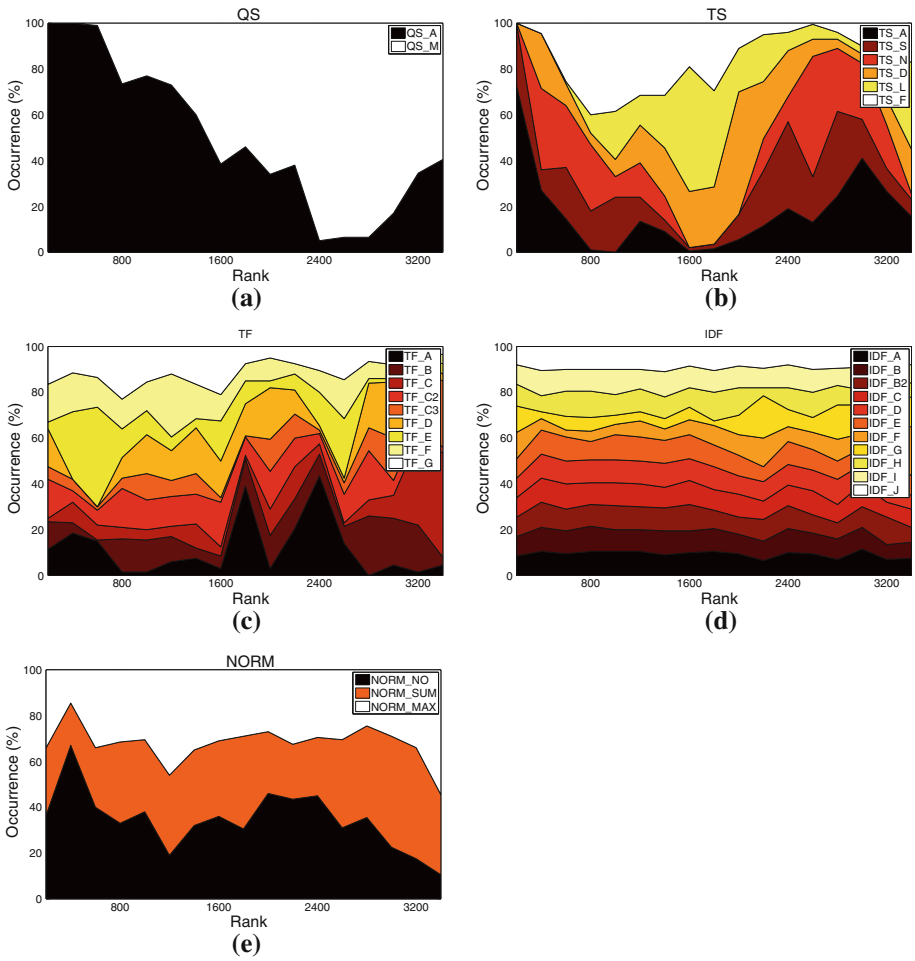 QS
100
80
60
40
20
0
Occurrence (%)
QS_A
QS_M
800
1600
2400
3200
Rank
(a)
TS
100
80
60
40
20
0
Occurrence (%)
TS_A
TS_S
TS_N
TS_D
TS_L
TS_F
800
1600
2400
3200
Rank
(b)
TF
100
80
60
40
20
0
Occurrence (%)
TF_A
TF_B
TF_C
TF_C2
TF_C3
TF_D
TF_E
TF_F
TF_G
800
1600
2400
3200
Rank
(c)
IDF
100
80
60
40
20
0
Occurrence (%)
IDF_A
IDF_B
IDF_B2
IDF_C
IDF_D
IDF_E
IDF_F
IDF_G
IDF_H
IDF_I
IDF_J
800
1600
2400
3200
Rank
(d)
NORM
100
80
60
40
20
0
Occurrence (%)
NORM_NO
NORM_SUM
NORM_MAX
800
1600
2400
3200
Rank
(e)